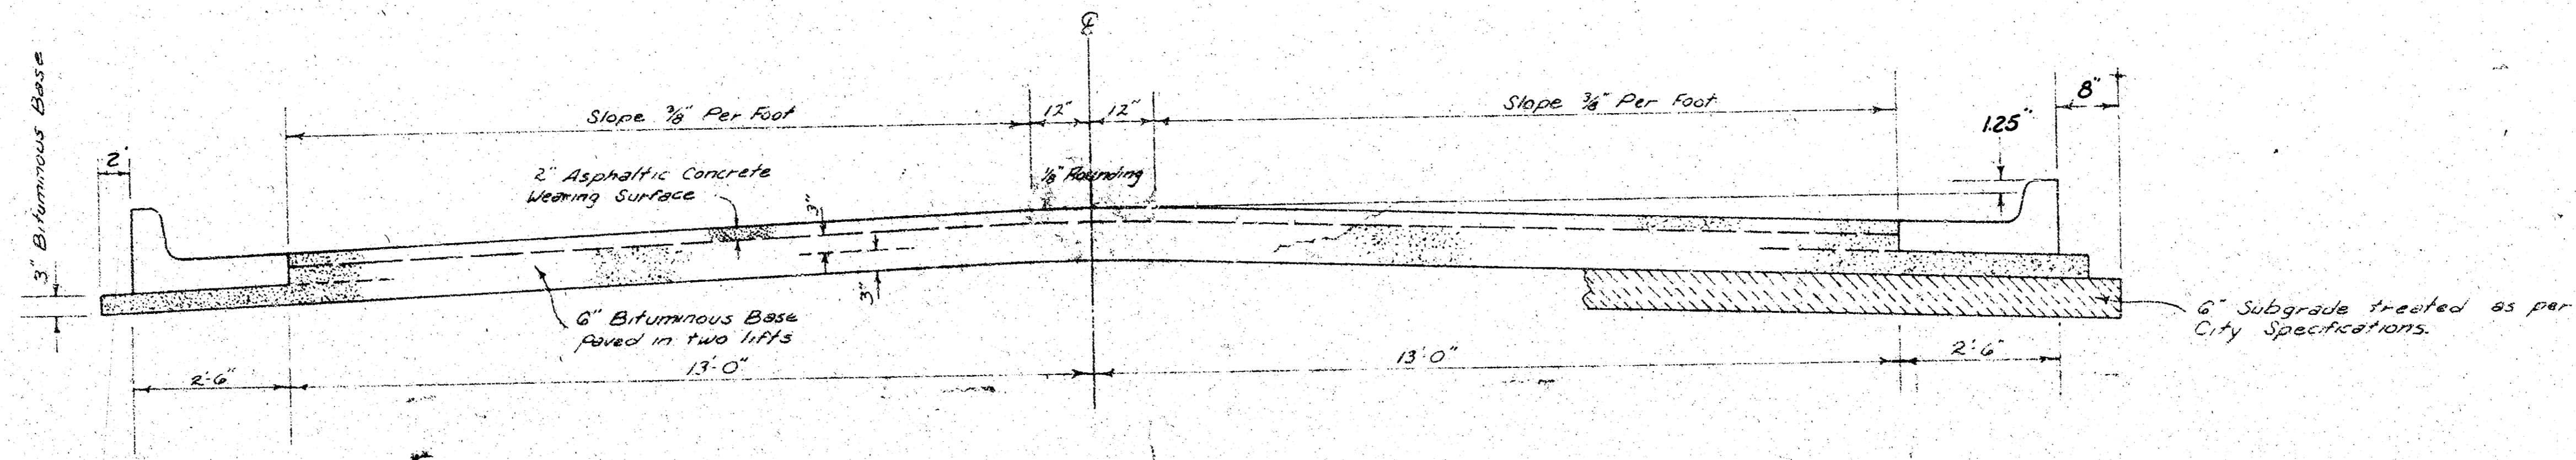 ℄
3" Bituminous Base
Slope 3/8" Per Foot
12"
12"
Slope 3/8" Per Foot
8"
1.25"
2'
2" Asphaltic Concrete
Wearing Surface
1/8" Rounding
3"
3"
6" Bituminous Base
paved in two lifts
6" Subgrade treated as per
City Specifications.
2'-6"
13'-0"
13'-0"
2'-6"